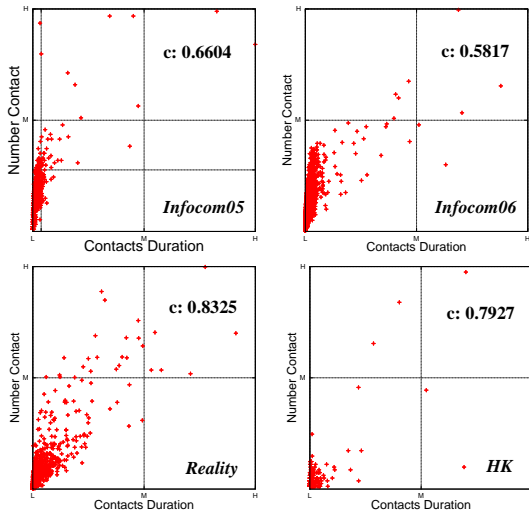 H
M
L
M
H
Number Contact
Contacts Duration
c: 0.6604
Infocom05
H
M
L
M
H
Number Contact
Contacts Duration
c: 0.5817
Infocom06
H
M
L
M
H
Number Contact
Contacts Duration
c: 0.8325
Reality
H
M
L
M
H
Number Contact
Contacts Duration
c: 0.7927
HK